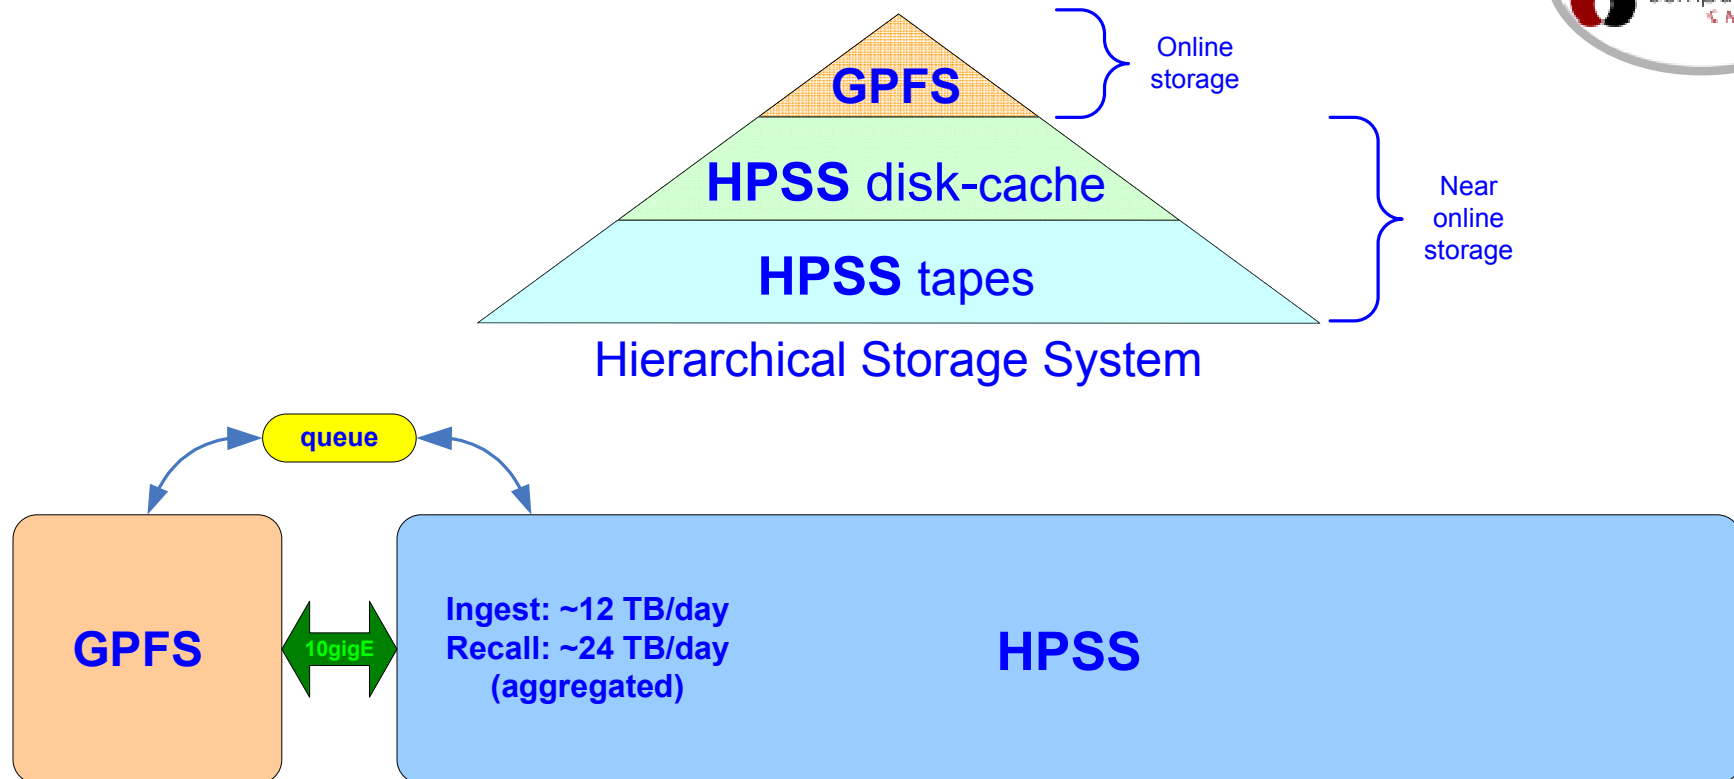 Online
storage
GPFS
HPSS disk-cache
Near
online
storage
HPSS tapes
Hierarchical Storage System
queue
GPFS
10gigE
Ingest: ~12 TB/day
Recall: ~24 TB/day
(aggregated)
HPSS